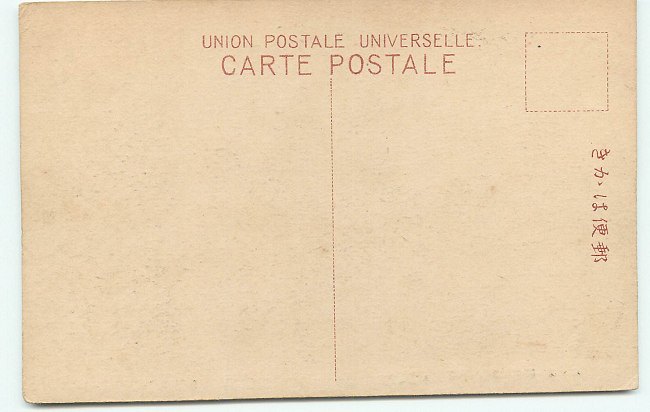 UNION POSTALE UNIVERSELLE.
CARTE POSTALE
きかは便郵